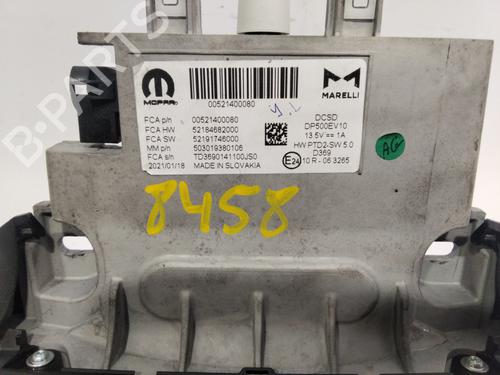 MOPAR
MARELLI
00521400080
y.L
FCA p/n 00521400080
FCA HW 52184682000
FCA SW 52191746000
MM p/n 503019380106
FCA s/n TD3690141100JS0
2021/01/18 MADE IN SLOVAKIA
DCSD
DP500EV10
13.5V 1A
HW PTD2-SW 5.0
D369
E24 10 R - 06 3265
AG
8458
B-PARTS